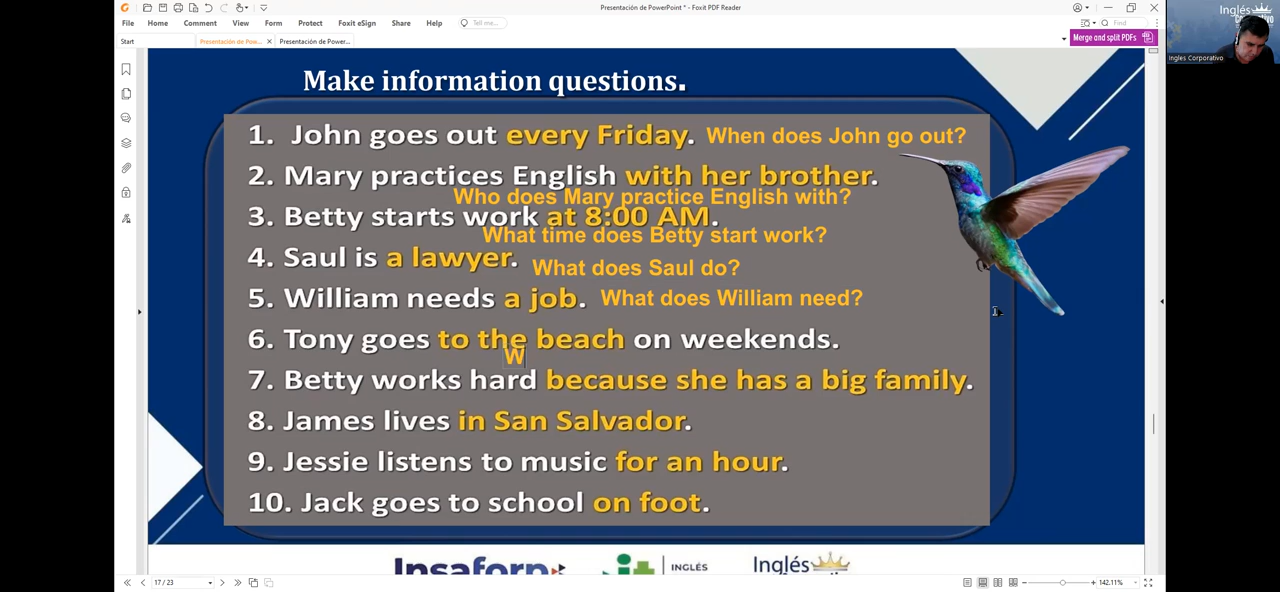 Presentación de PowerPoint * - Foxit PDF Reader
File Home Comment View Form Protect Foxit eSign Share Help Tell me... Find
Start Presentación de Pow... × Presentación de Power... Merge and split PDFs
Inglés
Corporativo
Ingles Corporativo
Make information questions.
1. John goes out every Friday. When does John go out?
2. Mary practices English with her brother.
Who does Mary practice English with?
3. Betty starts work at 8:00 AM.
What time does Betty start work?
4. Saul is a lawyer. What does Saul do?
5. William needs a job. What does William need?
6. Tony goes to the beach on weekends.
W
7. Betty works hard because she has a big family.
8. James lives in San Salvador.
9. Jessie listens to music for an hour.
10. Jack goes to school on foot.
Insaforp INGLÉS Inglés
17 / 23 142.11%